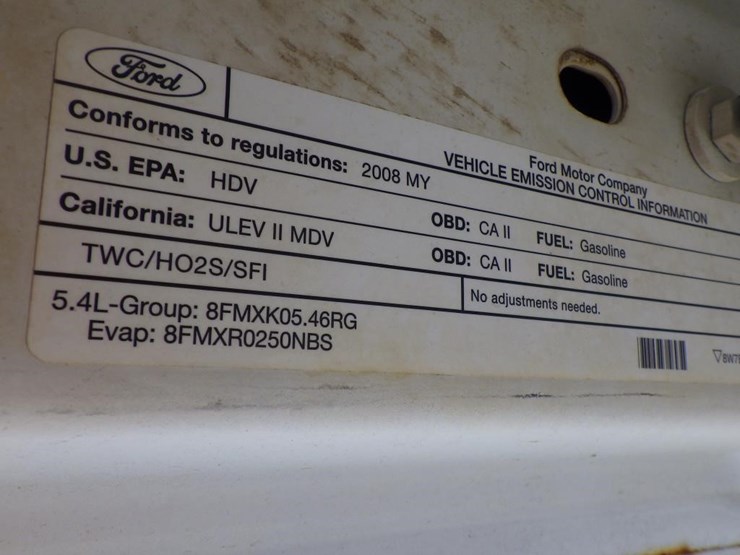 Ford
Ford Motor Company
VEHICLE EMISSION CONTROL INFORMATION
Conforms to regulations: 2008 MY
U.S. EPA: HDV OBD: CA II FUEL: Gasoline
California: ULEV II MDV OBD: CA II FUEL: Gasoline
TWC/HO2S/SFI No adjustments needed.
5.4L-Group: 8FMXK05.46RG
Evap: 8FMXR0250NBS